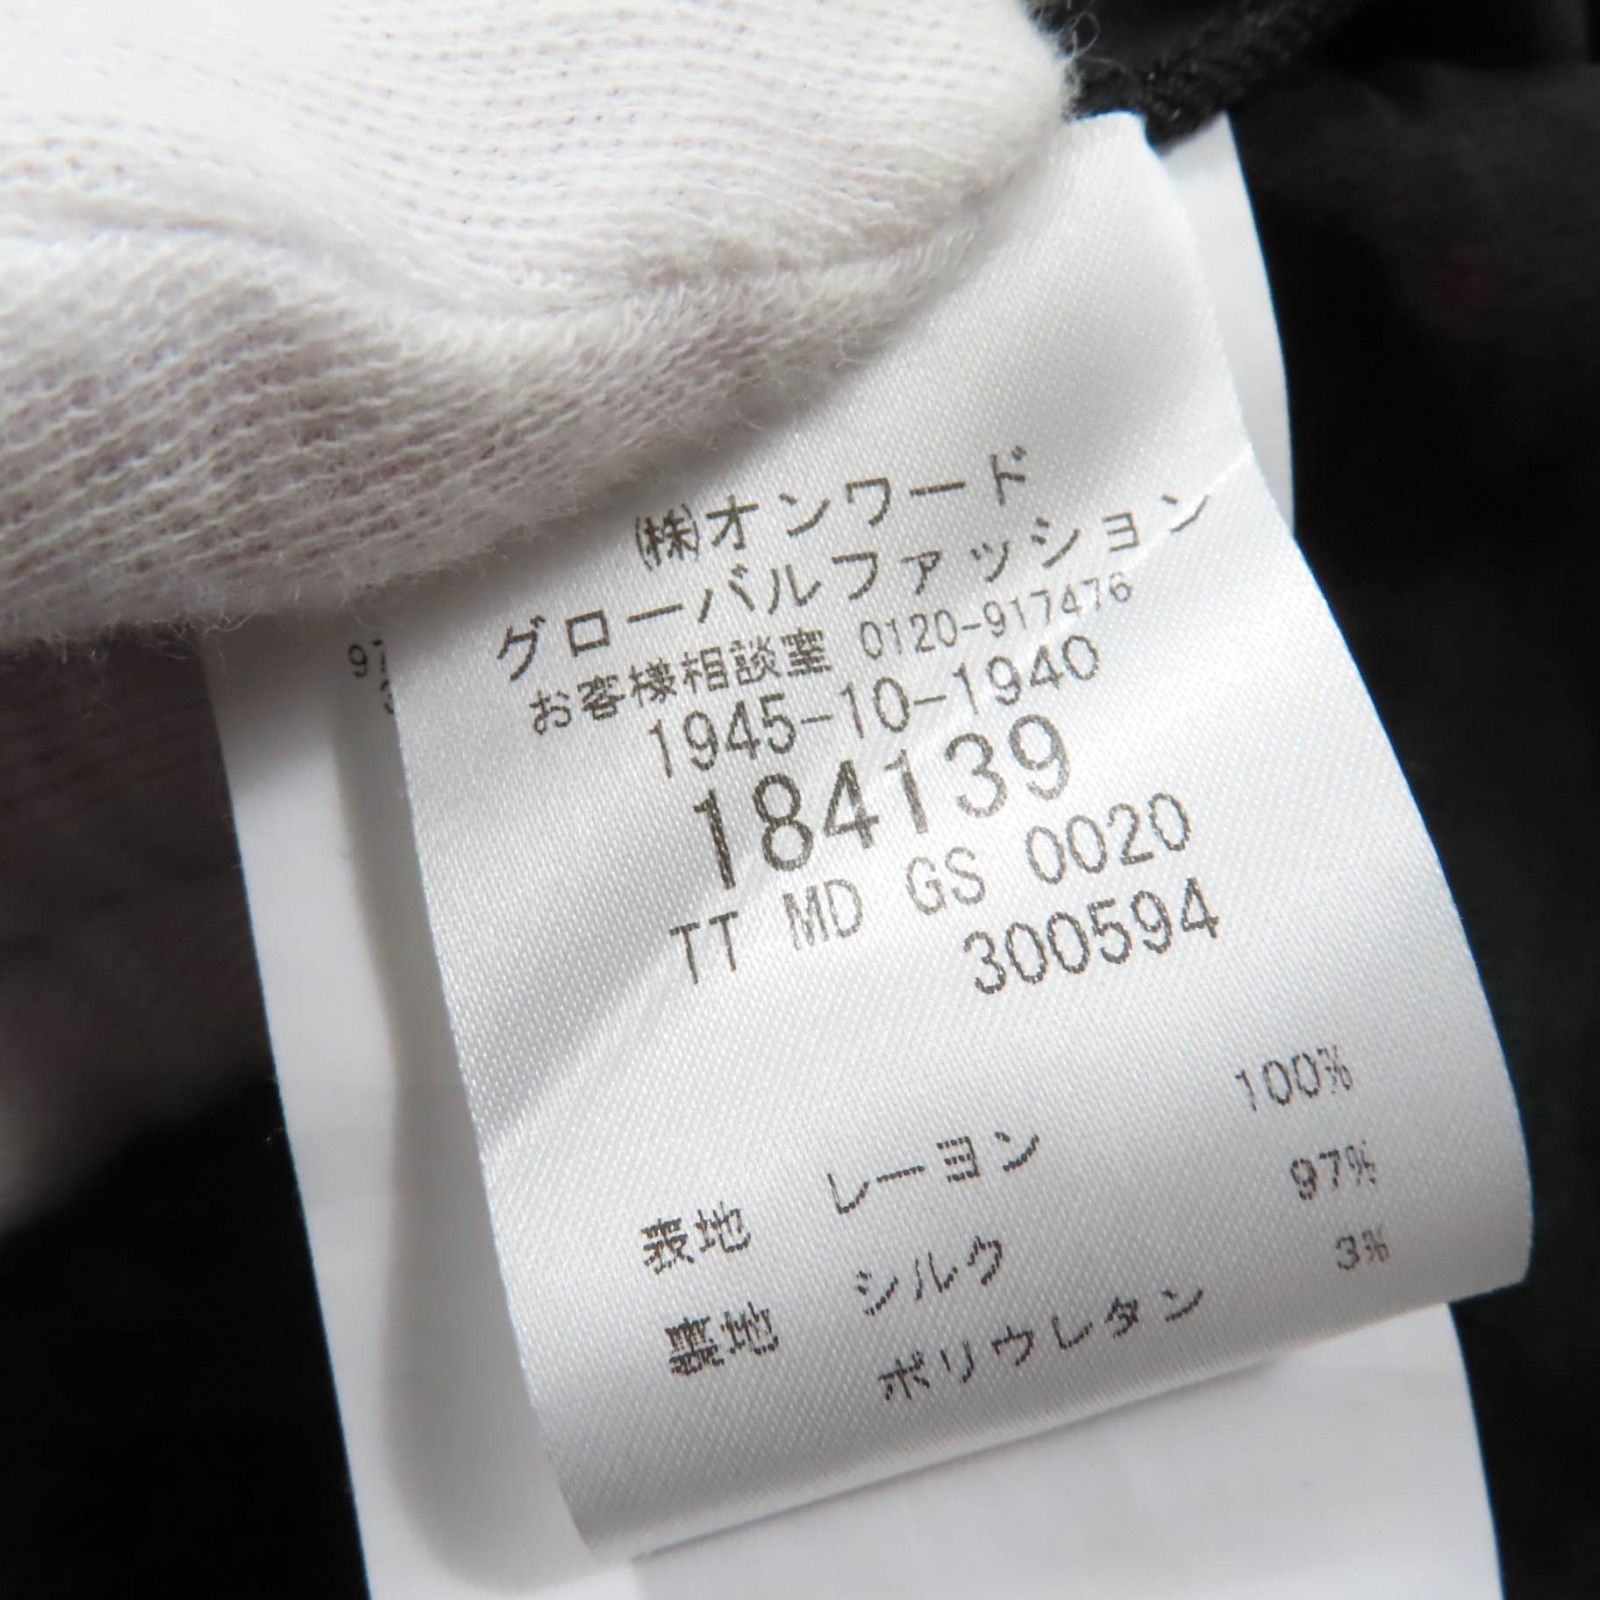 ㈱オンワード
グローバルファッション
お客様相談室 0120-917476
1945-10-1940
184139
TT MD GS 0020
300594
表地 レーヨン 100%
裏地 シルク 97%
ポリウレタン 3%
97